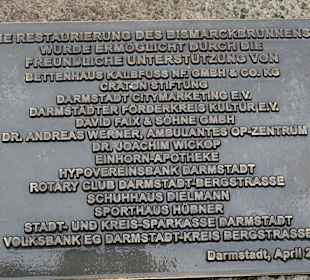 IE RESTAURIERUNG DES BISMARCKBRUNNENS
WURDE ERMÖGLICHT DURCH DIE
FREUNDLICHE UNTERSTÜTZUNG VON
BETTENHAUS KALBFUSS NF. GMBH & CO. KG
CRATON STIFTUNG
DARMSTADT CITYMARKETING E.V.
DARMSTÄDTER FÖRDERKREIS KULTUR E.V.
DAVID FAIX & SÖHNE GMBH
DR. ANDREAS WERNER, AMBULANTES OP-ZENTRUM
DR. JOACHIM WICKOP
EINHORN-APOTHEKE
HYPOVEREINSBANK DARMSTADT
ROTARY CLUB DARMSTADT-BERGSTRASSE
SCHUHHAUS DIELMANN
SPORTHAUS HÜBNER
STADT- UND KREIS-SPARKASSE DARMSTADT
VOLKSBANK EG DARMSTADT-KREIS BERGSTRASSE
Darmstadt, April 2